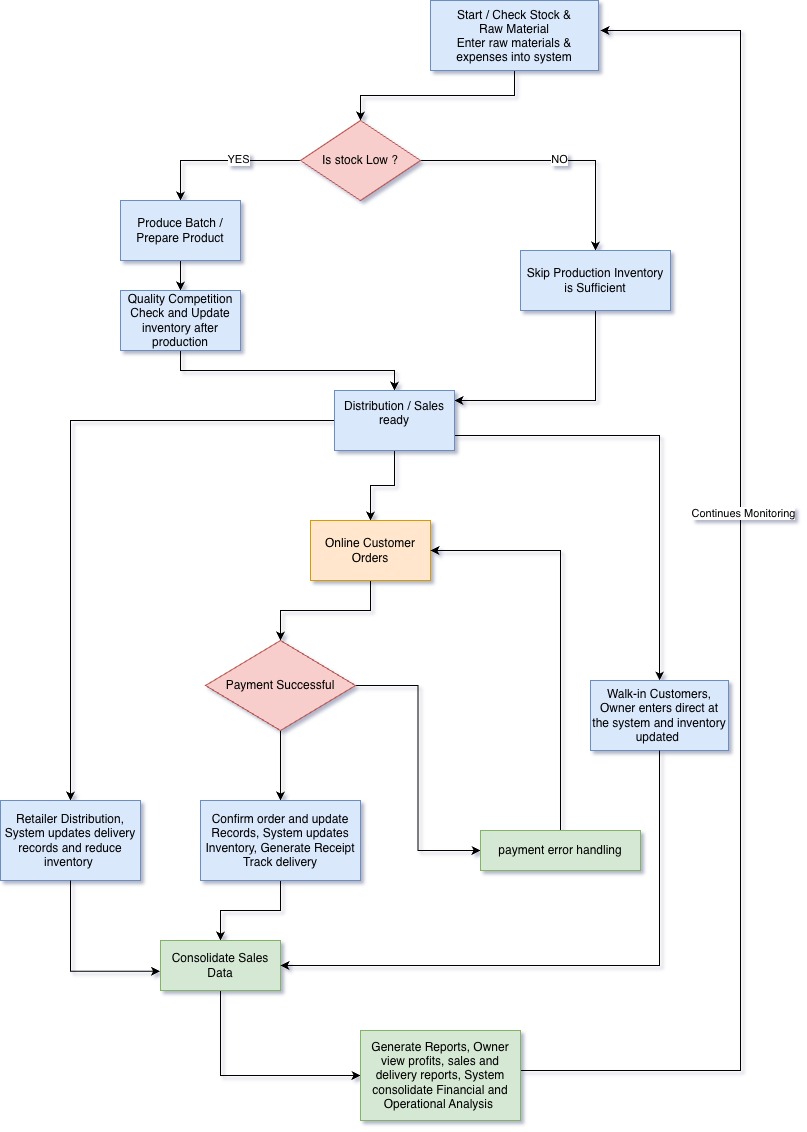 Start / Check Stock &
Raw Material
Enter raw materials &
expenses into system
Is stock Low ?
YES
NO
Produce Batch /
Prepare Product
Skip Production Inventory
is Sufficient
Quality Competition
Check and Update
inventory after
production
Distribution / Sales
ready
Continues Monitoring
Online Customer
Orders
Payment Successful
Walk-in Customers,
Owner enters direct at
the system and inventory
updated
Retailer Distribution,
System updates delivery
records and reduce
inventory
Confirm order and update
Records, System updates
Inventory, Generate Receipt
Track delivery
payment error handling
Consolidate Sales
Data
Generate Reports, Owner
view profits, sales and
delivery reports, System
consolidate Financial and
Operational Analysis